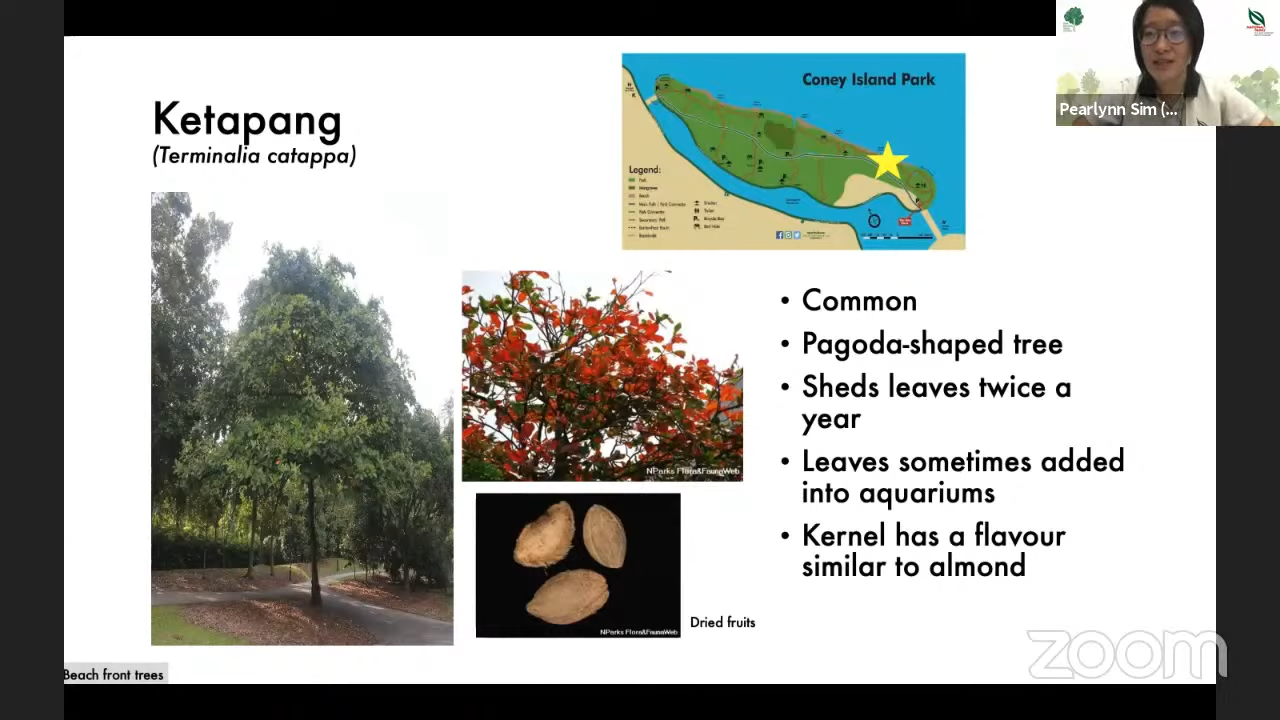 Ketapang
(Terminalia catappa)
Coney Island Park
Legend:
Pearlynn Sim (...
• Common
• Pagoda-shaped tree
• Sheds leaves twice a
year
• Leaves sometimes added
into aquariums
• Kernel has a flavour
similar to almond
NParks Flora&FaunaWeb
NParks Flora&FaunaWeb
Dried fruits
Beach front trees
zoom